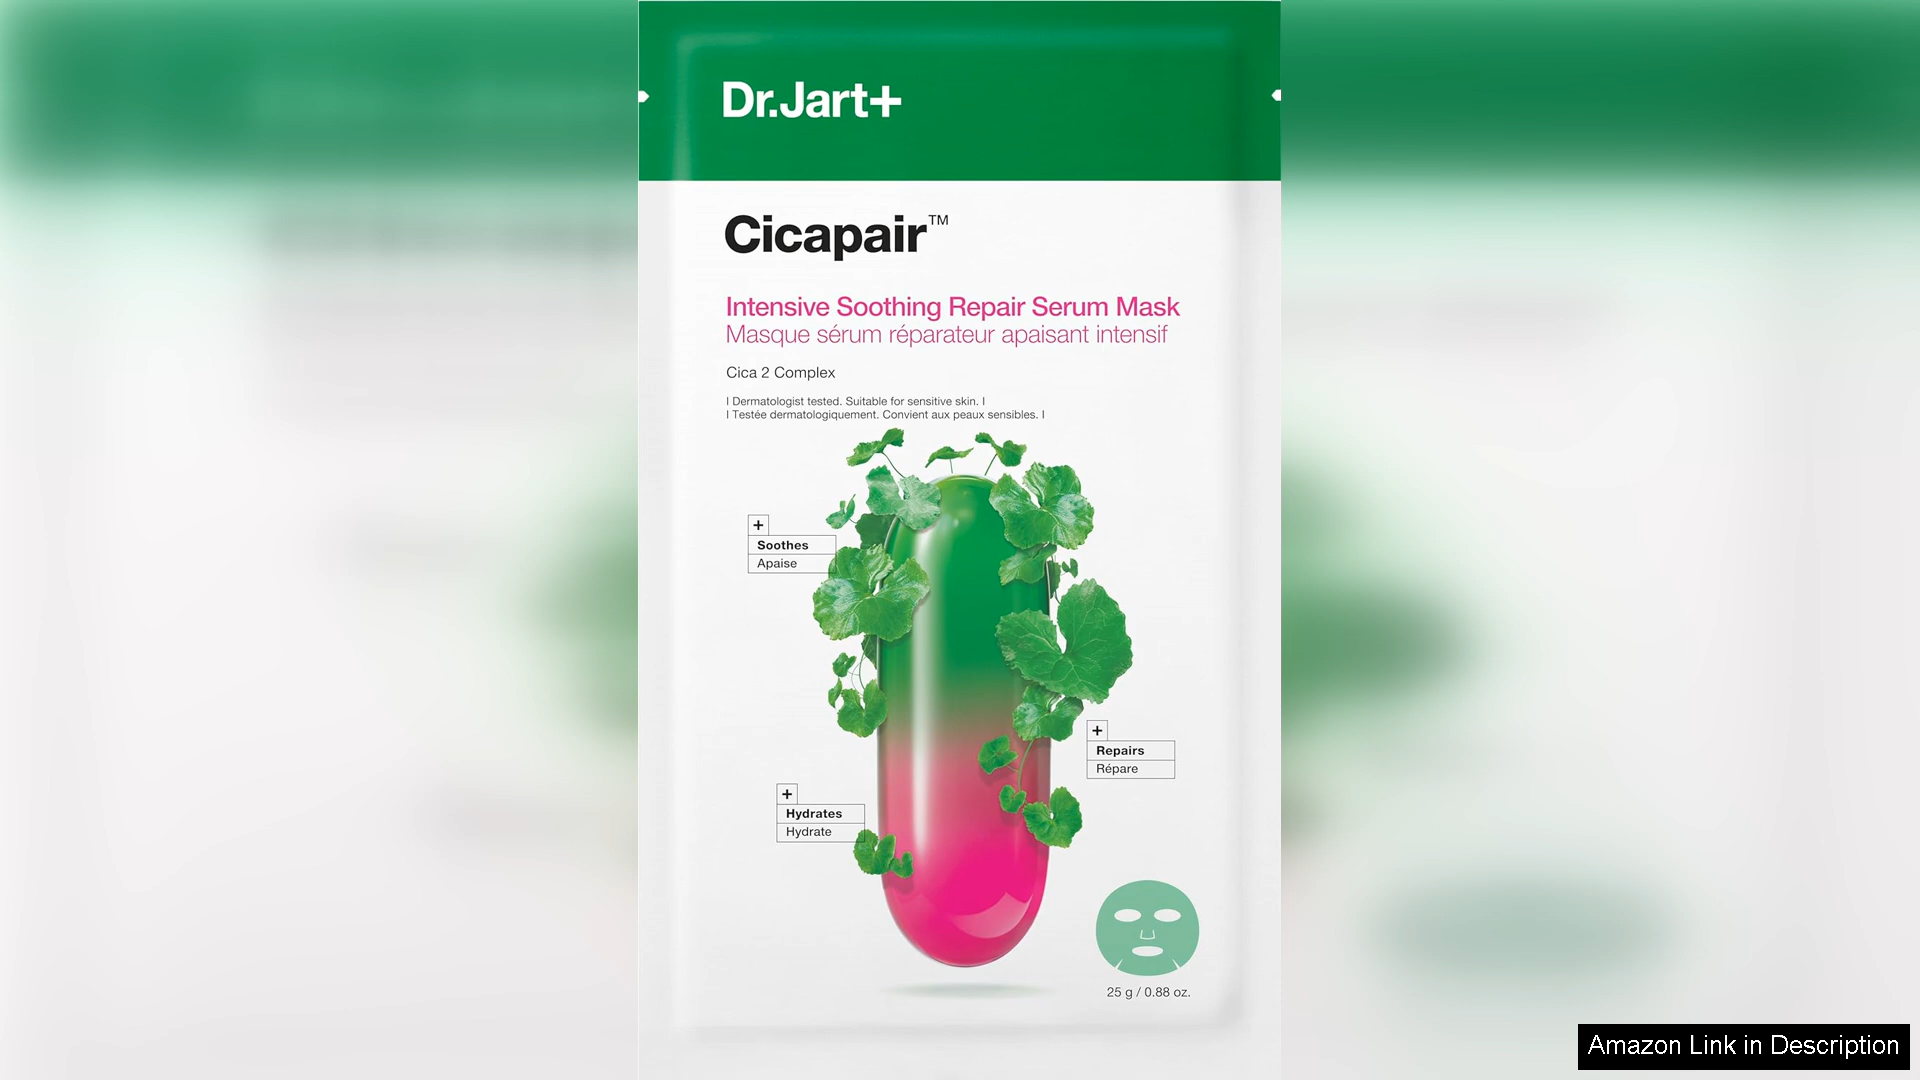 Dr.Jart+
Cicapair™
Intensive Soothing Repair Serum Mask
Masque sérum réparateur apaisant intensif
Cica 2 Complex
I Dermatologist tested. Suitable for sensitive skin. I
I Testée dermatologiquement. Convient aux peaux sensibles. I
+
Soothes
Apaise
+
Repairs
Répare
+
Hydrates
Hydrate
25 g / 0.88 oz.
Amazon Link in Description